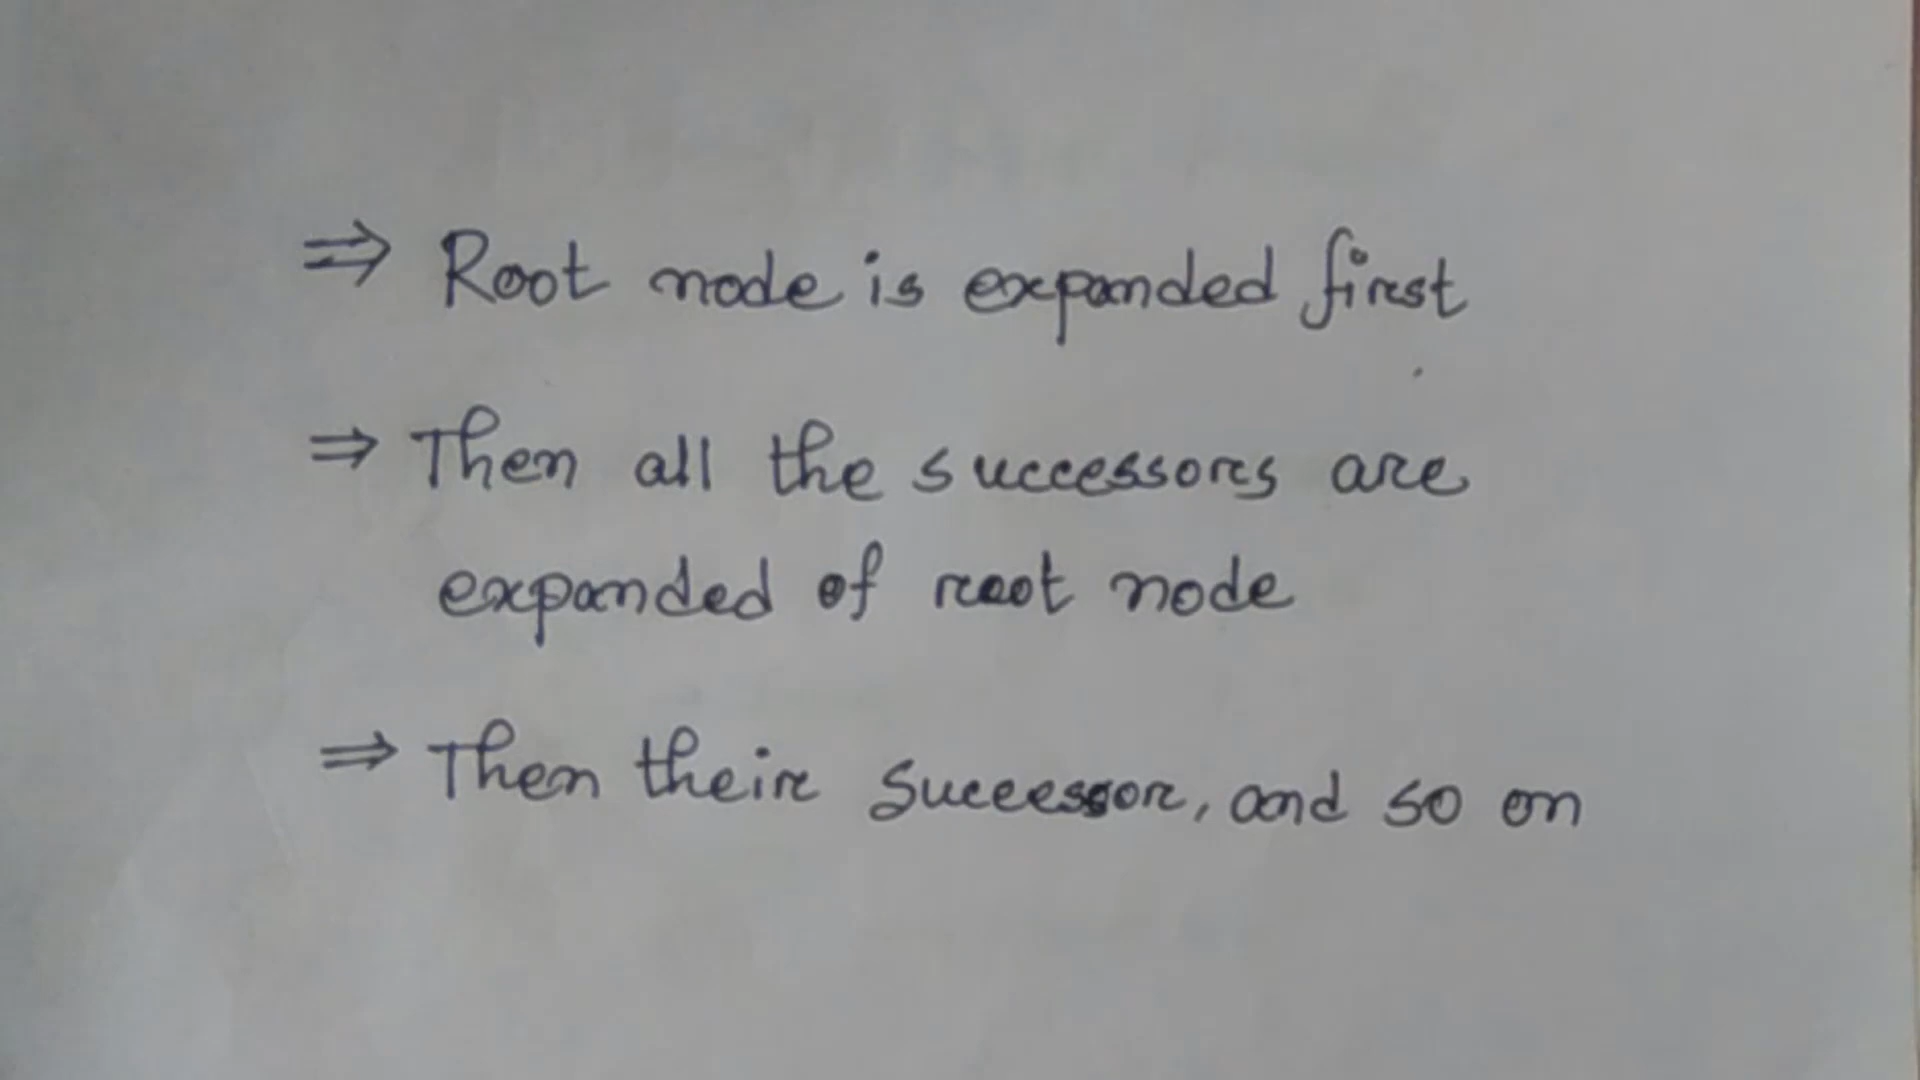 ⇒ Root node is expanded first
⇒ Then all the successors are
expanded of root node
⇒ Then their Successor, and so on